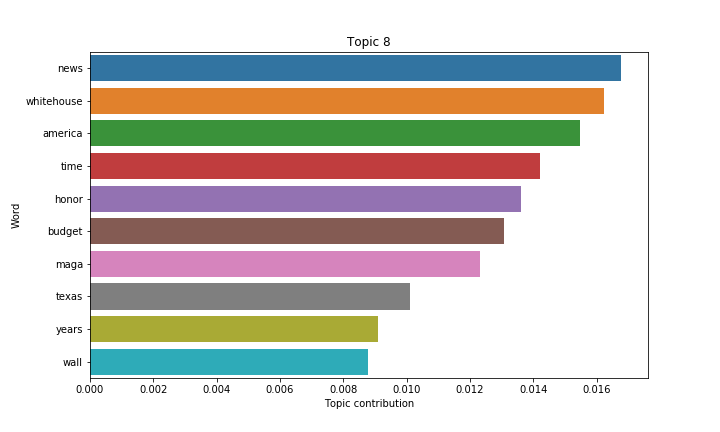 Topic 8
news
whitehouse
america
time
honor
budget
maga
texas
years
wall
Word
0.000 0.002 0.004 0.006 0.008 0.010 0.012 0.014 0.016
Topic contribution